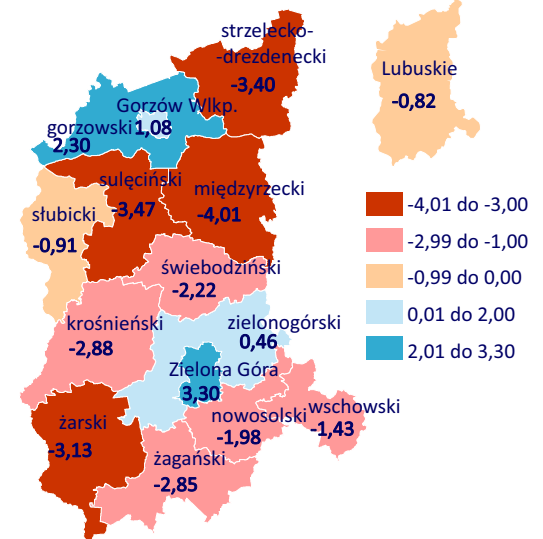 strzelecko-
-drezdenecki
-3,40
Lubuskie
-0,82
Gorzów Wlkp.
1,08
gorzowski
2,30
sulęciński
-3,47
międzyrzecki
-4,01
słubicki
-0,91
-4,01 do -3,00
-2,99 do -1,00
-0,99 do 0,00
0,01 do 2,00
2,01 do 3,30
świebodziński
-2,22
krośnieński
-2,88
zielonogórski
0,46
Zielona Góra
3,30
żarski
-3,13
nowosolski
-1,98
wschowski
-1,43
żagański
-2,85